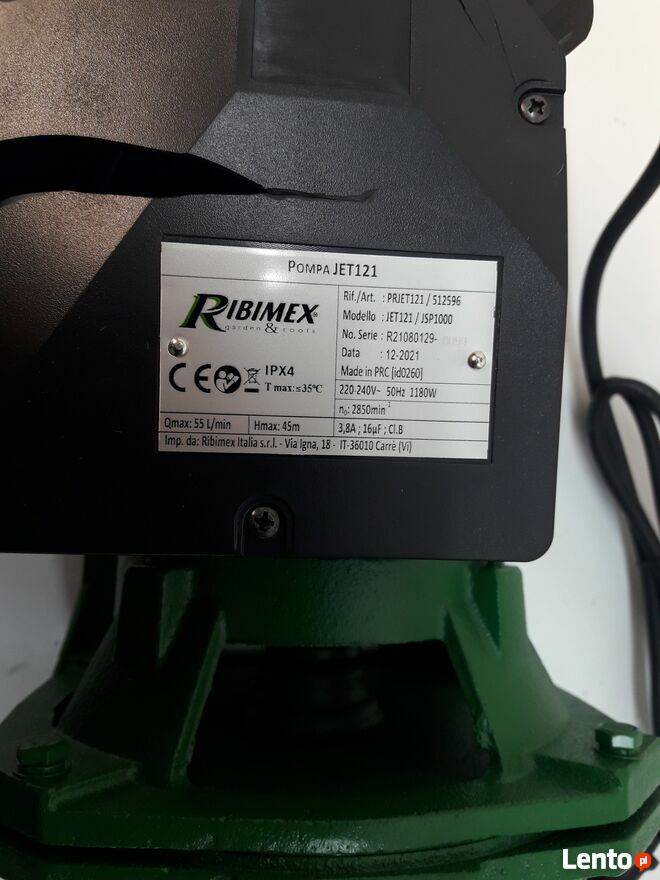 POMPA JET121
RIBIMEX
garden & tools
Rif./Art. : PRJET121 / 512596
Modello : JET121 / JSP1000
No. Serie : R21080129-
Data : 12-2021
Made in PRC [id0260]
CE IPX4
T max:≤35°C
220-240V~ 50Hz 1180W
n₀: 2850min⁻¹
Qmax: 55 L/min Hmax: 45m 3,8A ; 16µF ; Cl.B
Imp. da: Ribimex Italia s.r.l. - Via Igna, 18 - IT-36010 Carrè (Vi)
Lento.pl